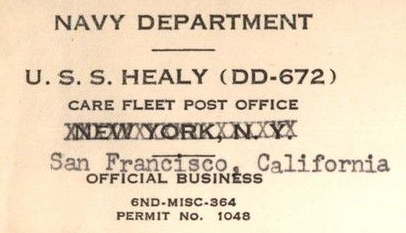 NAVY DEPARTMENT
U. S. S. HEALY (DD-672)
CARE FLEET POST OFFICE
NEW YORK, N. Y.
San Francisco, California
OFFICIAL BUSINESS
6ND-MISC-364
PERMIT No. 1048